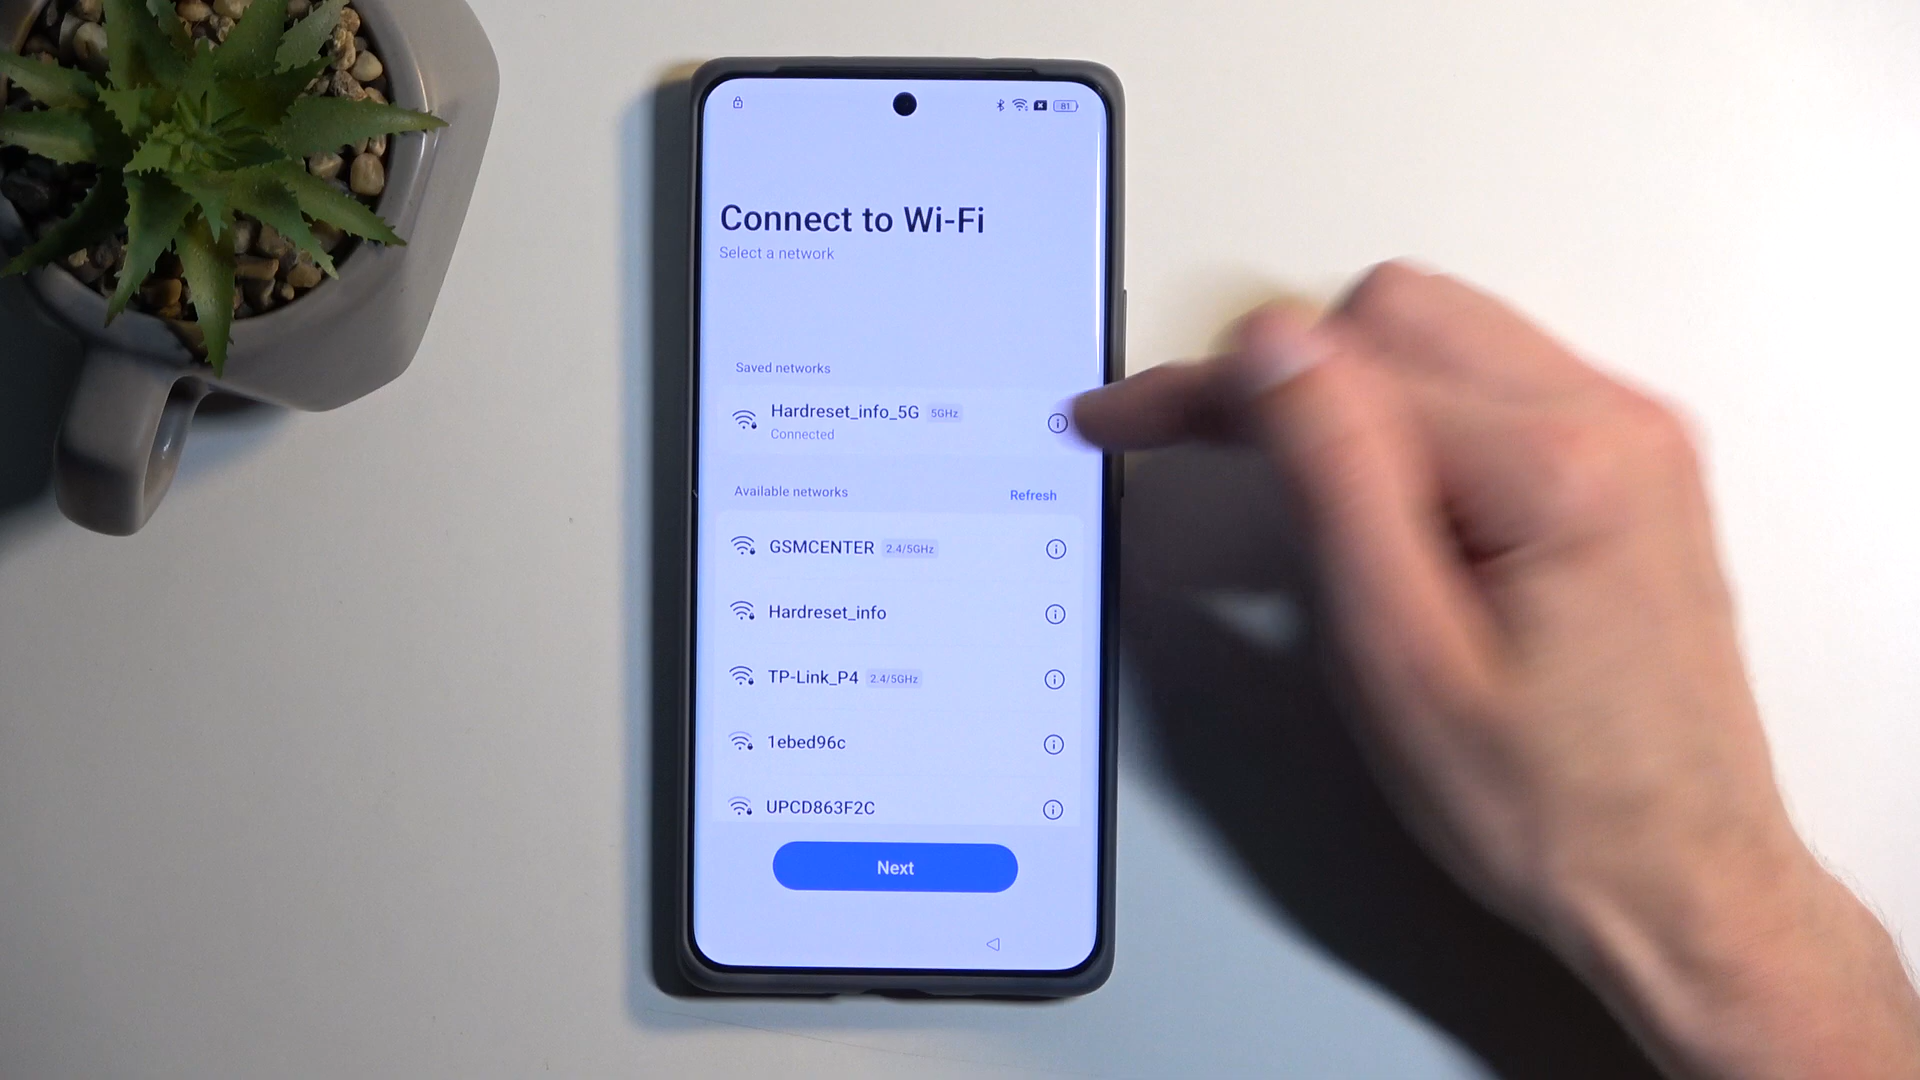 81
Connect to Wi-Fi
Select a network
Saved networks
Hardreset_info_5G 5GHz
Connected
Available networks Refresh
GSMCENTER 2.4/5GHz
Hardreset_info
TP-Link_P4 2.4/5GHz
1ebed96c
UPCD863F2C
Next